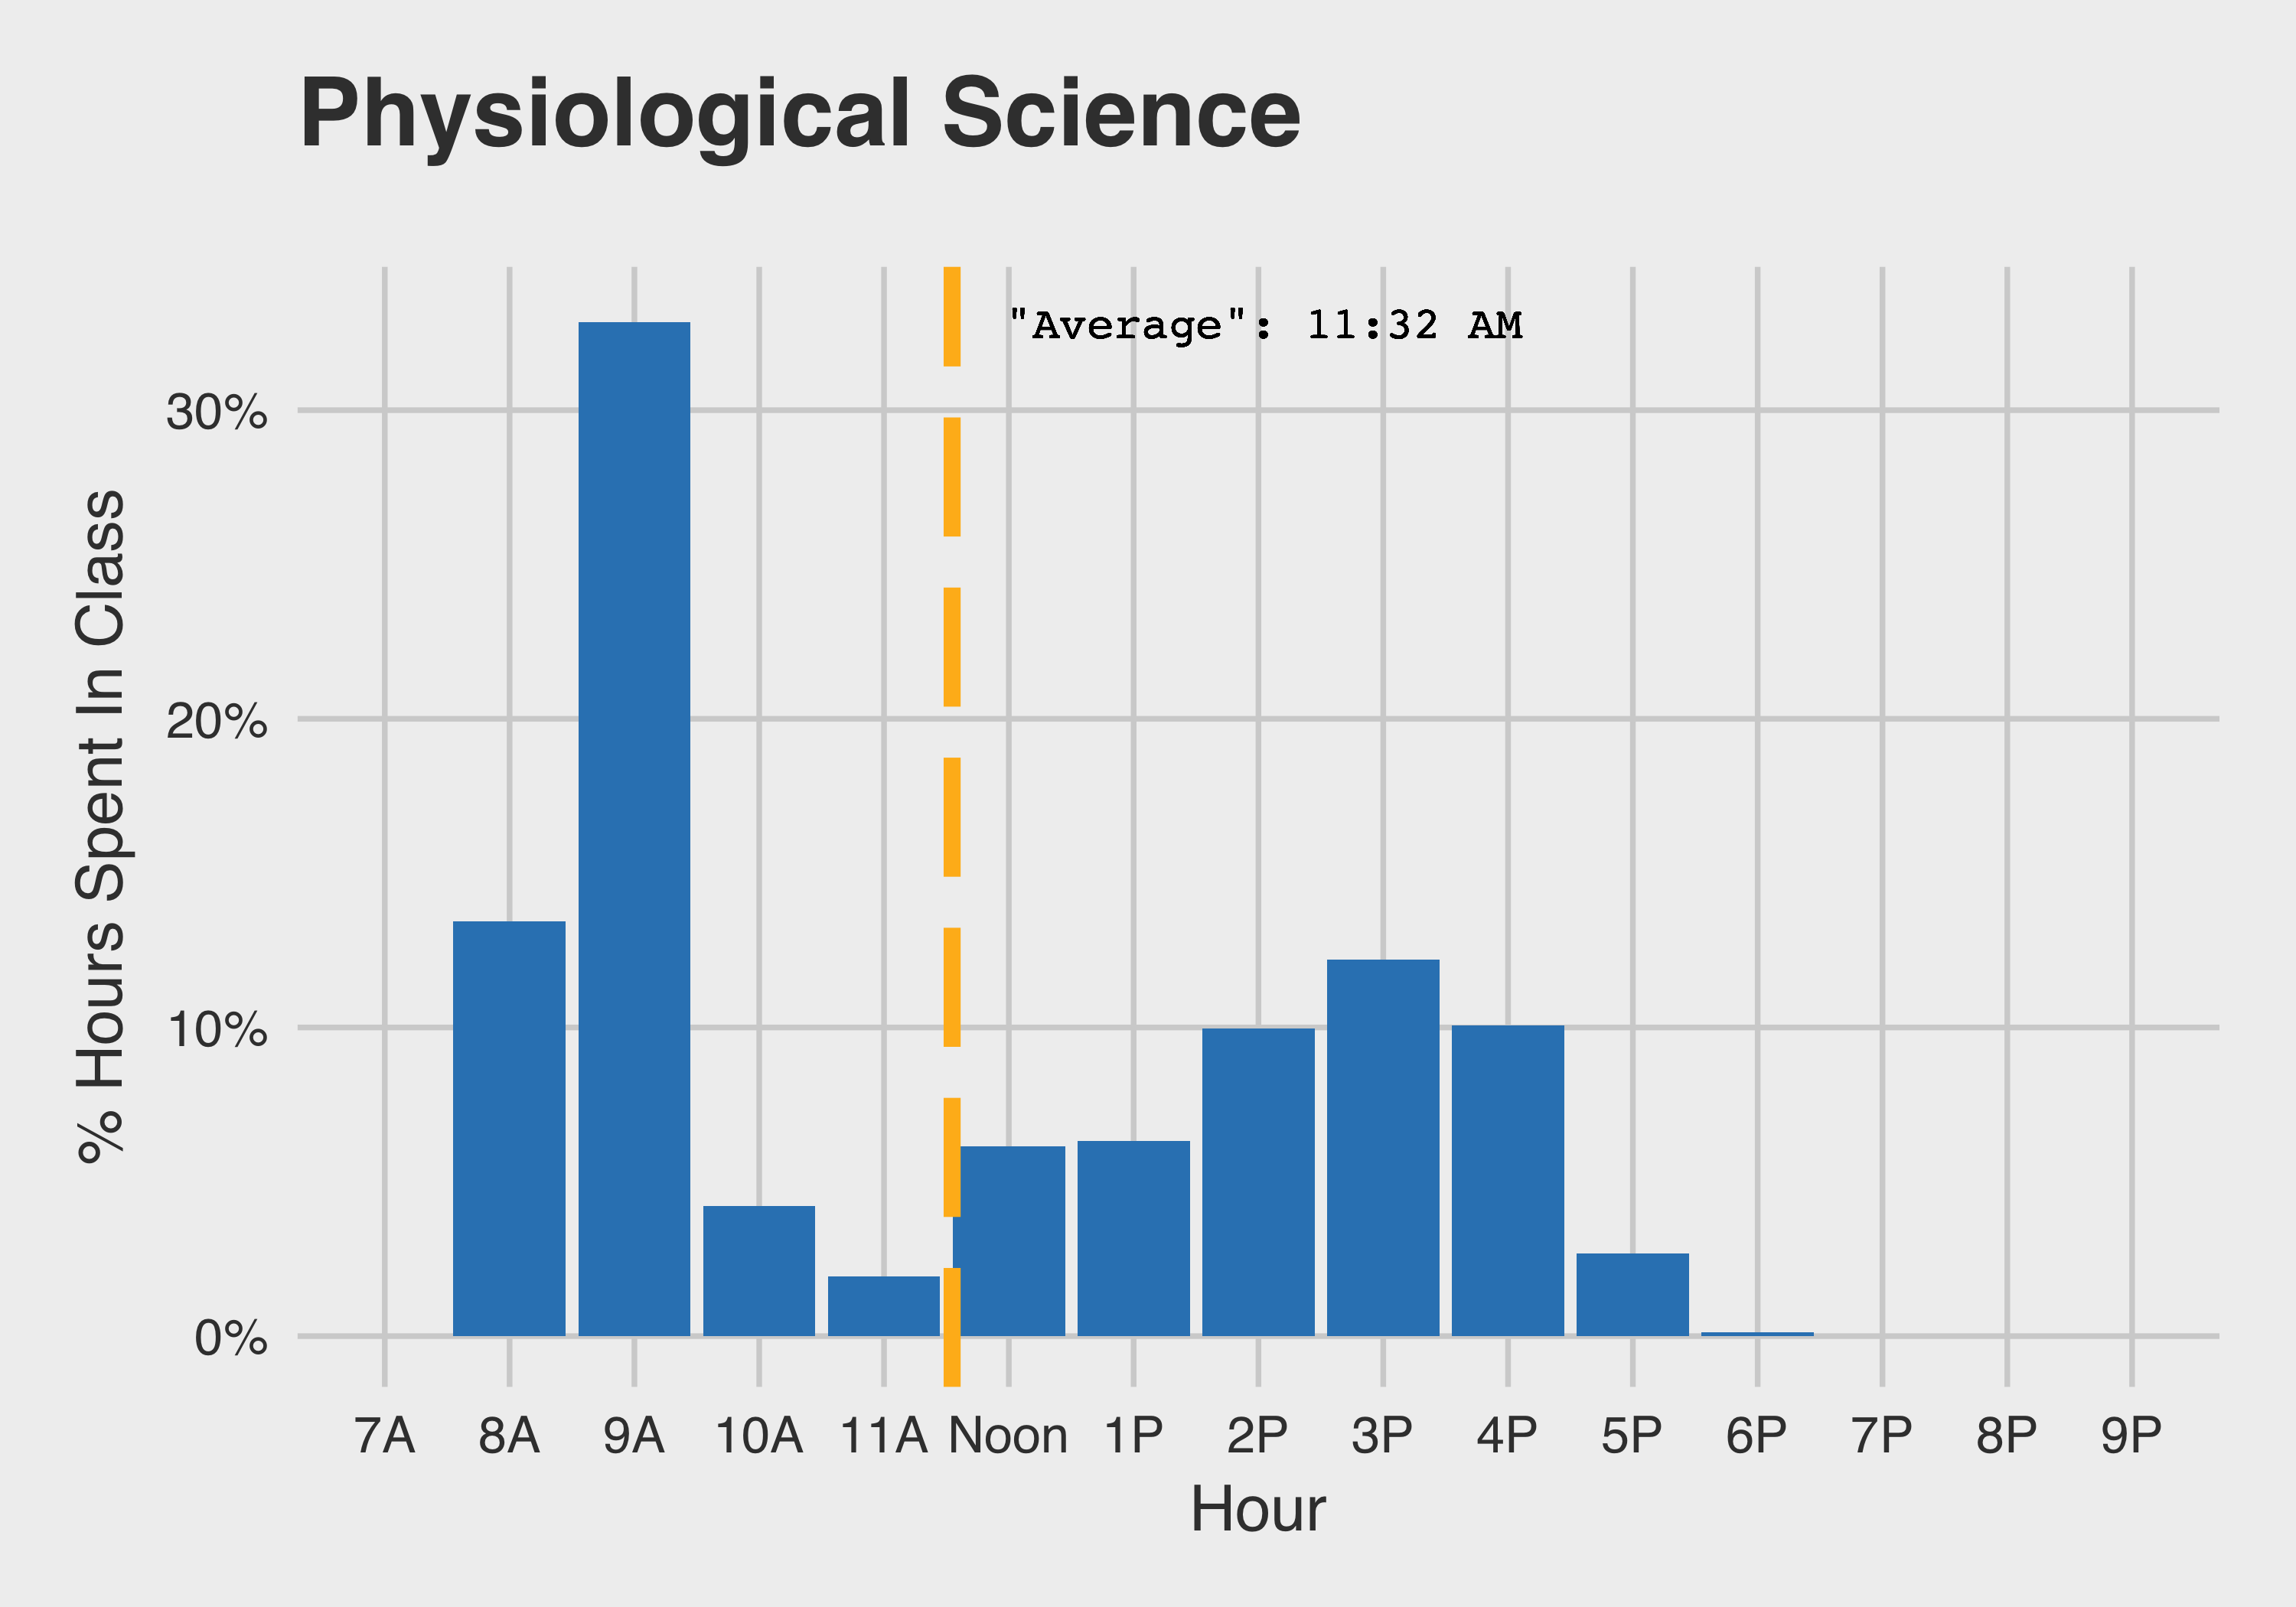 Physiological Science
"Average": 11:32 AM
% Hours Spent In Class
30%
20%
10%
0%
7A 8A 9A 10A 11A Noon 1P 2P 3P 4P 5P 6P 7P 8P 9P
Hour